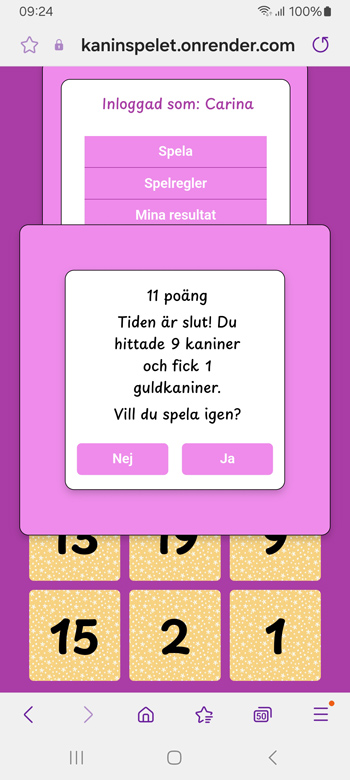 09:24
100%
kaninspelet.onrender.com
Inloggad som: Carina
Spela
Spelregler
Mina resultat
11 poäng
Tiden är slut! Du
hittade 9 kaniner
och fick 1
guldkaniner.
Vill du spela igen?
Nej Ja
13 19 9
15 2 1
50